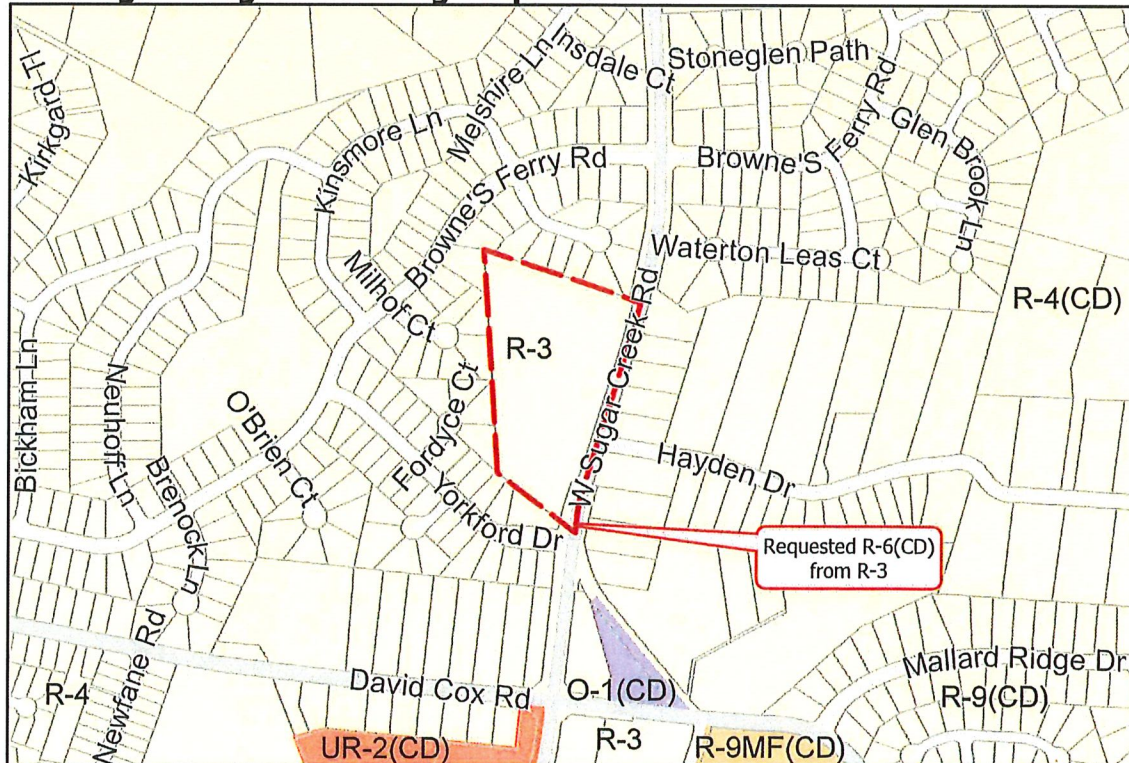 Insdale Ct
Stoneglen Path
Kirkgard Tl
Melshire Ln
Kinsmore Ln
Browne'S Ferry Rd
Browne'S Ferry Rd
Glen Brook Ln
Waterton Leas Ct
Milhof Ct
R-4(CD)
R-3
W Sugar Creek Rd
Bickham Ln
Neuhoff Ln
O'Brien Ct
Fordyce Ct
Hayden Dr
Brenock Ln
Yorkford Dr
Requested R-6(CD)
from R-3
Newfane Rd
Mallard Ridge Dr
R-4
David Cox Rd
O-1(CD)
R-9(CD)
UR-2(CD)
R-3
R-9MF(CD)